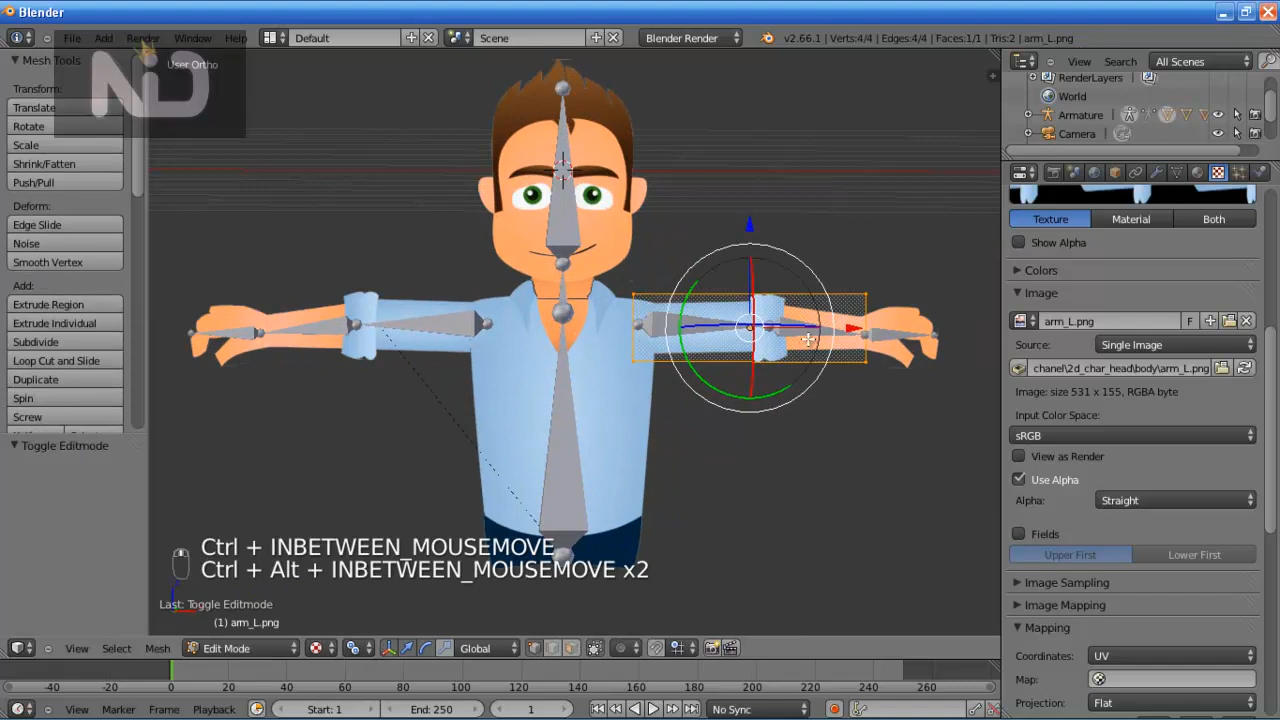 Blender
File Add Render Window Help
Default
Scene
Blender Render
v2.66.1 | Verts:4/4 | Edges:4/4 | Faces:1/1 | Tris:2 | arm_L.png
Mesh Tools
NiD
User Ortho
View Search All Scenes
RenderLayers
World
Armature
Camera
Transform:
Translate
Rotate
Scale
Shrink/Fatten
Push/Pull
Deform:
Edge Slide
Noise
Smooth Vertex
Add:
Extrude Region
Extrude Individual
Subdivide
Loop Cut and Slide
Duplicate
Spin
Screw
Toggle Editmode
Texture Material Both
Show Alpha
Colors
Image
arm_L.png F
Source: Single Image
chanel\2d_char_head\body\arm_L.png
Image: size 531 x 155, RGBA byte
Input Color Space:
sRGB
View as Render
Use Alpha
Alpha: Straight
Fields
Upper First Lower First
Image Sampling
Image Mapping
Mapping
Coordinates: UV
Map:
Projection: Flat
Ctrl + INBETWEEN_MOUSEMOVE
Ctrl + Alt + INBETWEEN_MOUSEMOVE x2
Last: Toggle Editmode
(1) arm_L.png
View Select Mesh Edit Mode Global
-40 -20 0 20 40 60 80 100 120 140 160 180 200 220 240 260
View Marker Frame Playback Start: 1 End: 250 1 No Sync